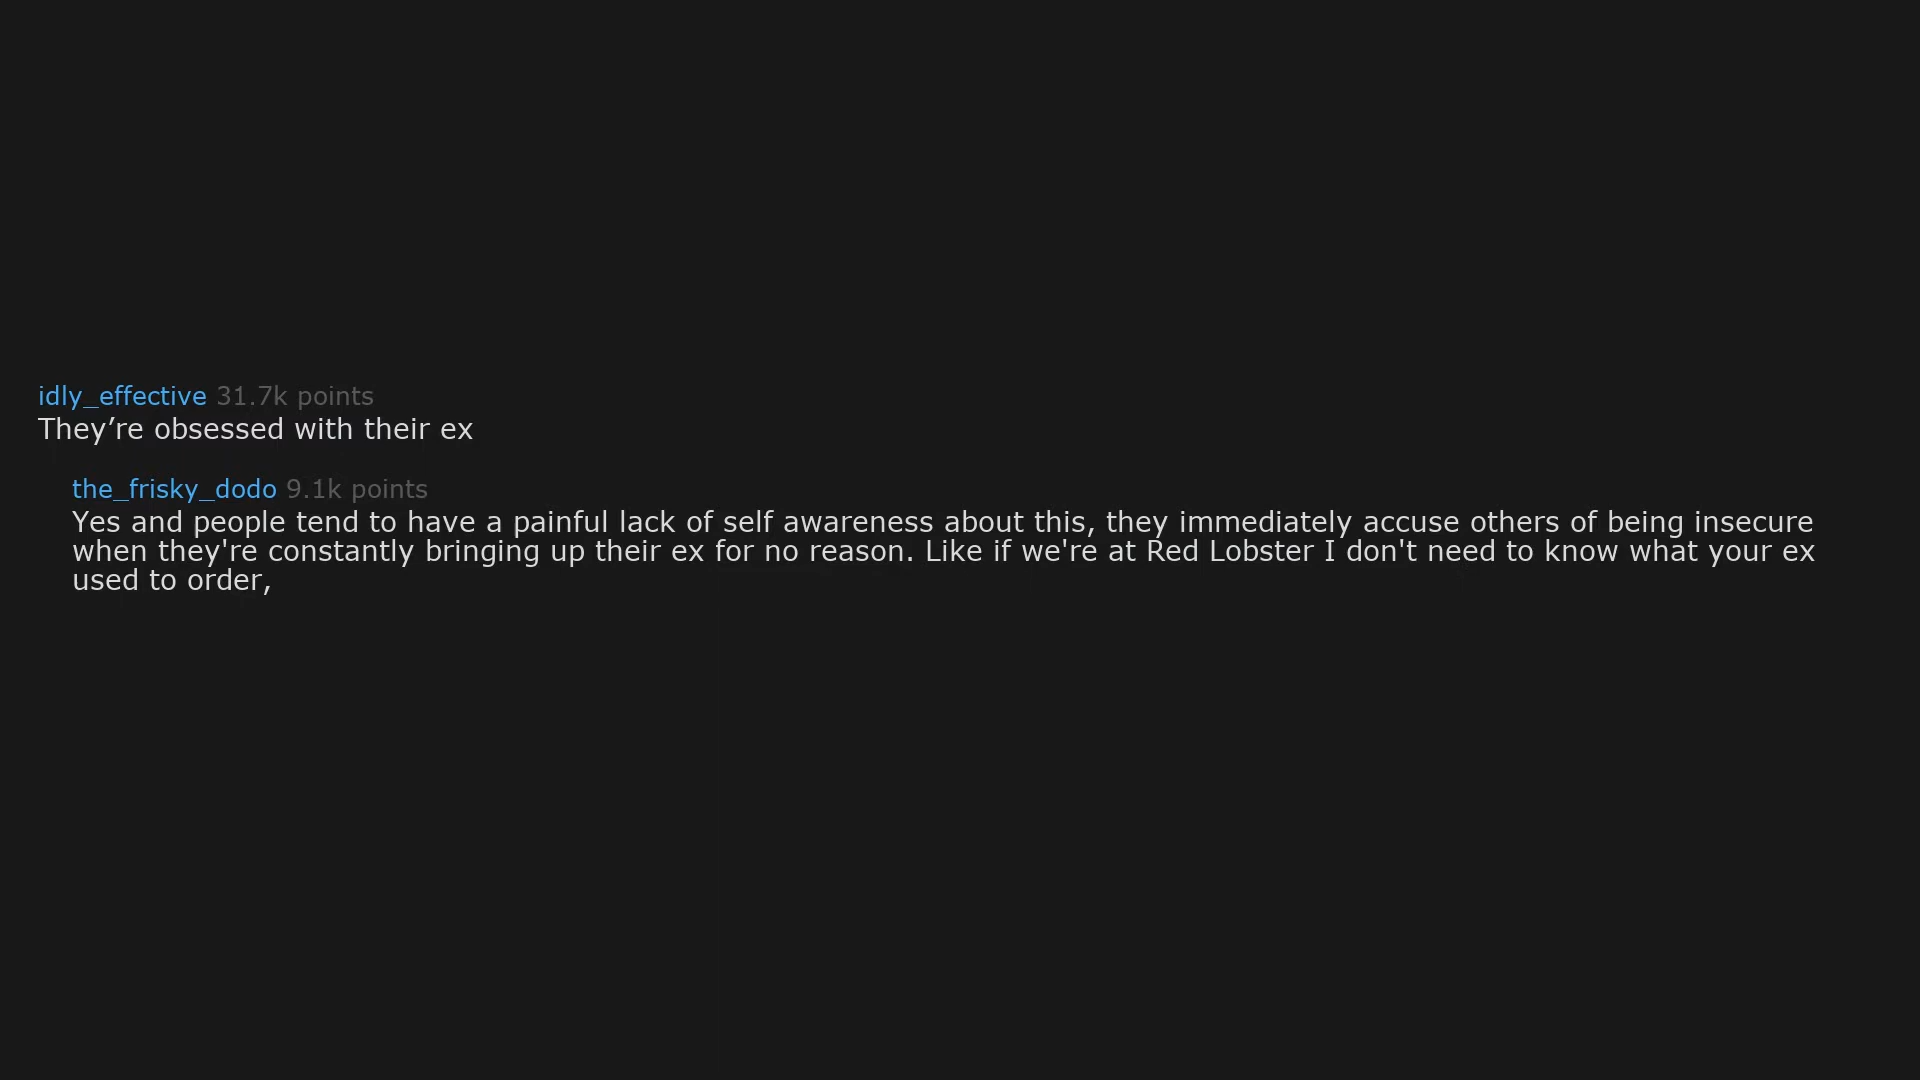 idly_effective 31.7k points
They’re obsessed with their ex
the_frisky_dodo 9.1k points
Yes and people tend to have a painful lack of self awareness about this, they immediately accuse others of being insecure
when they're constantly bringing up their ex for no reason. Like if we're at Red Lobster I don't need to know what your ex
used to order,